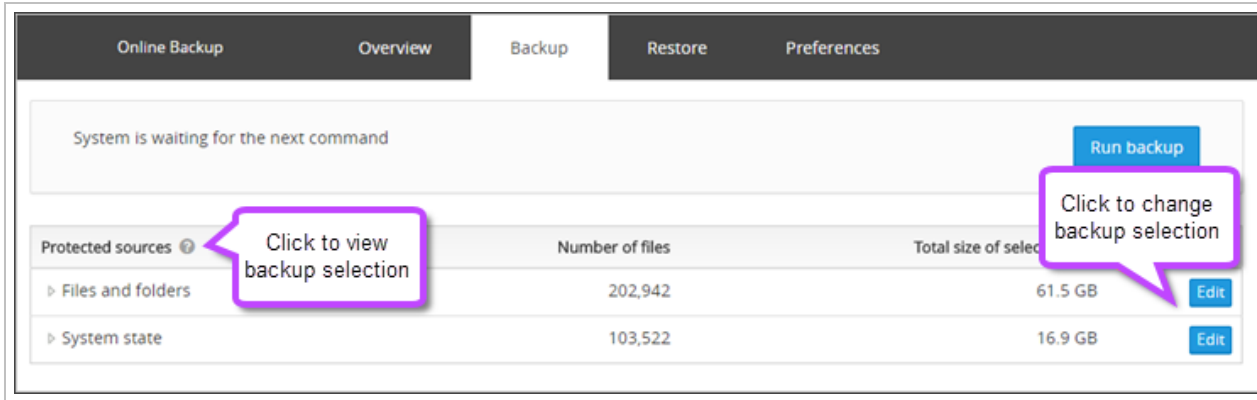 Online Backup Overview Backup Restore Preferences
System is waiting for the next command
Run backup
Click to change
backup selection
Protected sources
Click to view
backup selection
Number of files
Total size of
Files and folders 202,942 61.5 GB Edit
System state 103,522 16.9 GB Edit